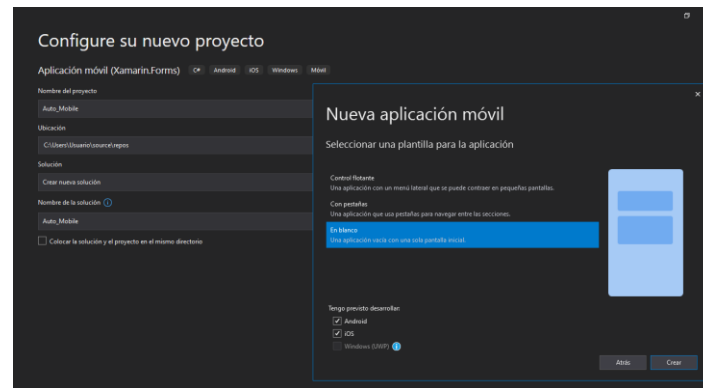 Configure su nuevo proyecto
Aplicación móvil (Xamarin.Forms) C# Android iOS Windows Móvil
Nombre del proyecto
Auto_Mobile
Ubicación
C:\Users\Usuario\source\repos
Solución
Crear nueva solución
Nombre de la solución
Auto_Mobile
Colocar la solución y el proyecto en el mismo directorio
Nueva aplicación móvil
Seleccionar una plantilla para la aplicación
Control flotante
Una aplicación con un menú lateral que se puede contraer en pequeñas pantallas.
Con pestañas
Una aplicación que usa pestañas para navegar entre las secciones.
En blanco
Una aplicación vacía con una sola pantalla inicial.
Tengo previsto desarrollar:
Android
iOS
Windows (UWP)
Atrás Crear